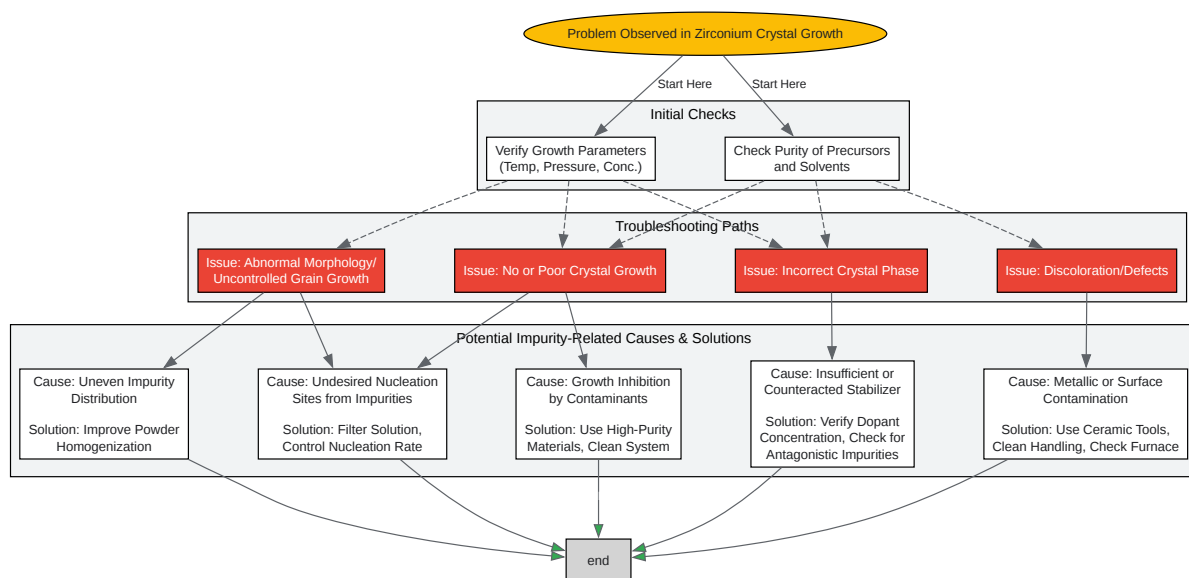 Problem Observed in Zirconium Crystal Growth
Start Here
Start Here
Initial Checks
Verify Growth Parameters
(Temp, Pressure, Conc.)
Check Purity of Precursors
and Solvents
Troubleshooting Paths
Issue: Abnormal Morphology/
Uncontrolled Grain Growth
Issue: No or Poor Crystal Growth
Issue: Incorrect Crystal Phase
Issue: Discoloration/Defects
Potential Impurity-Related Causes & Solutions
Cause: Uneven Impurity
Distribution
Solution: Improve Powder
Homogenization
Cause: Undesired Nucleation
Sites from Impurities
Solution: Filter Solution,
Control Nucleation Rate
Cause: Growth Inhibition
by Contaminants
Solution: Use High-Purity
Materials, Clean System
Cause: Insufficient or
Counteracted Stabilizer
Solution: Verify Dopant
Concentration, Check for
Antagonistic Impurities
Cause: Metallic or Surface
Contamination
Solution: Use Ceramic Tools,
Clean Handling, Check Furnace
end